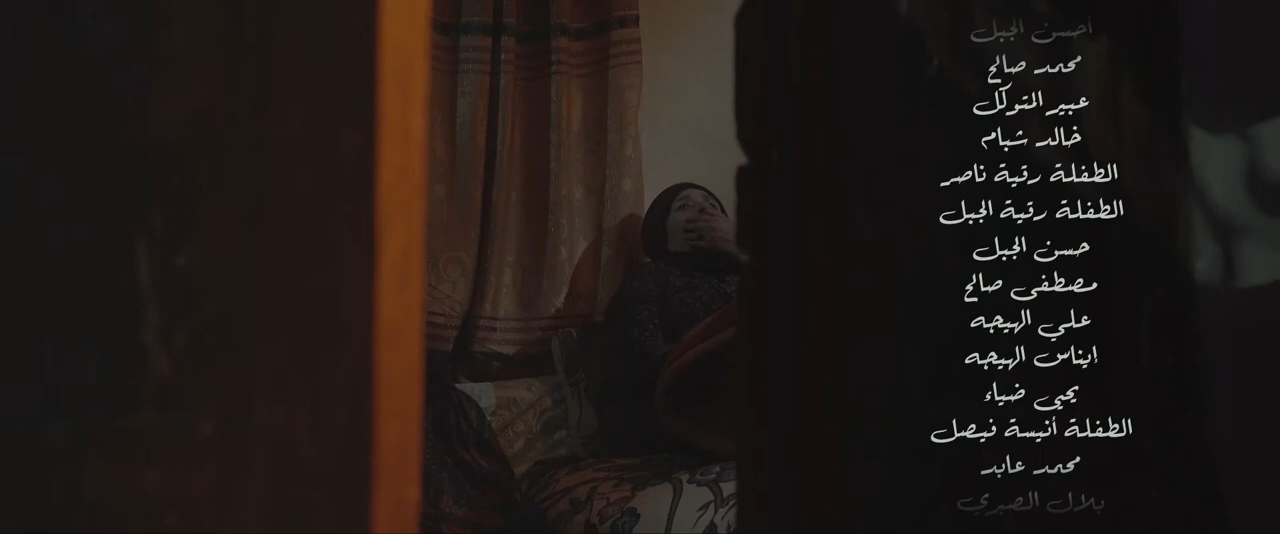 احسن الجبل
محمد صالح
عبير المتوكل
خالد شبام
الطفلة رقية ناصر
الطفلة رقية الجبل
حسن الجبل
مصطفى صالح
علي الهيجه
إيناس الهيجه
يحيى ضياء
الطفلة أنيسة فيصل
محمد عابد
بلال الصبري